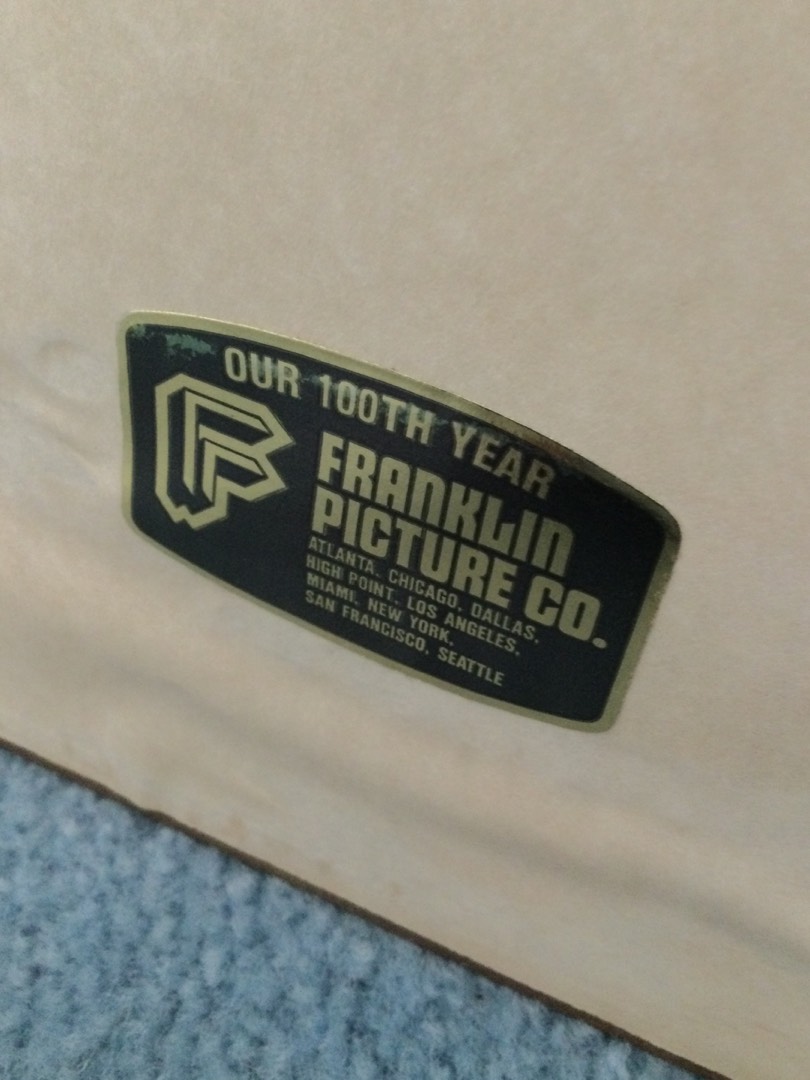 OUR 100TH YEAR
FRANKLIN
PICTURE CO.
ATLANTA, CHICAGO, DALLAS,
HIGH POINT, LOS ANGELES,
MIAMI, NEW YORK,
SAN FRANCISCO, SEATTLE